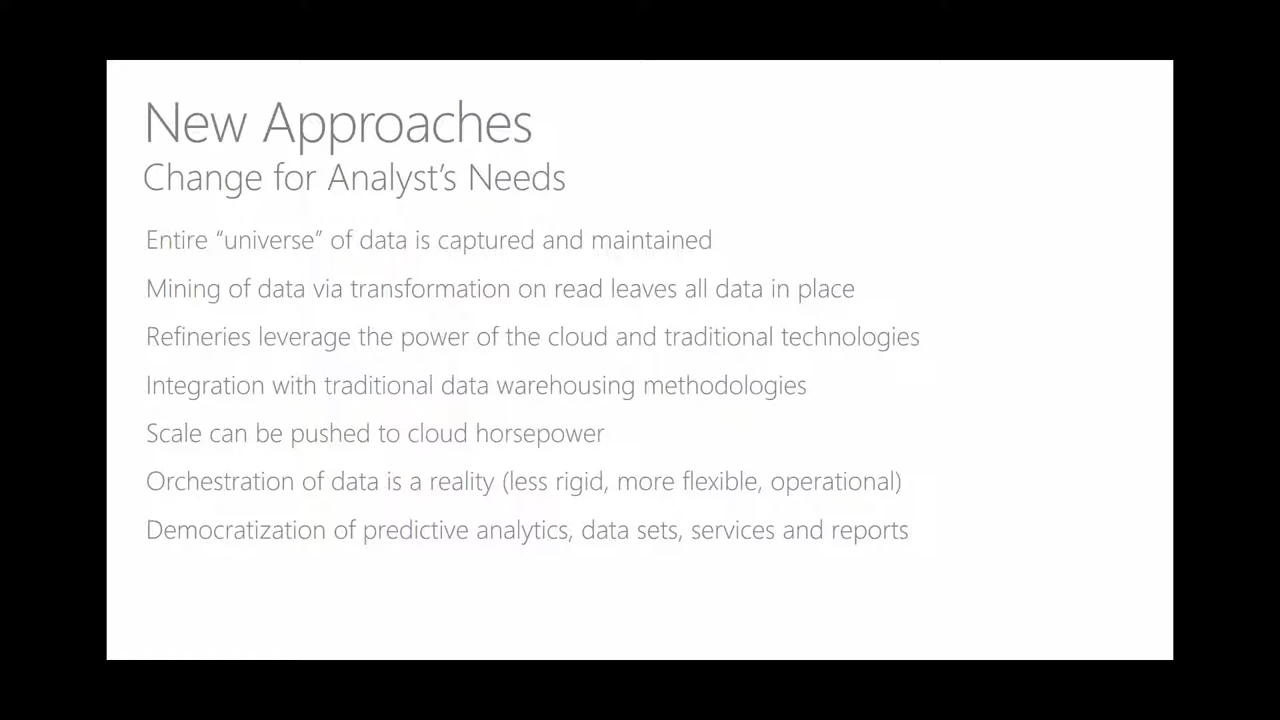 New Approaches
Change for Analyst's Needs
Entire “universe” of data is captured and maintained
Mining of data via transformation on read leaves all data in place
Refineries leverage the power of the cloud and traditional technologies
Integration with traditional data warehousing methodologies
Scale can be pushed to cloud horsepower
Orchestration of data is a reality (less rigid, more flexible, operational)
Democratization of predictive analytics, data sets, services and reports